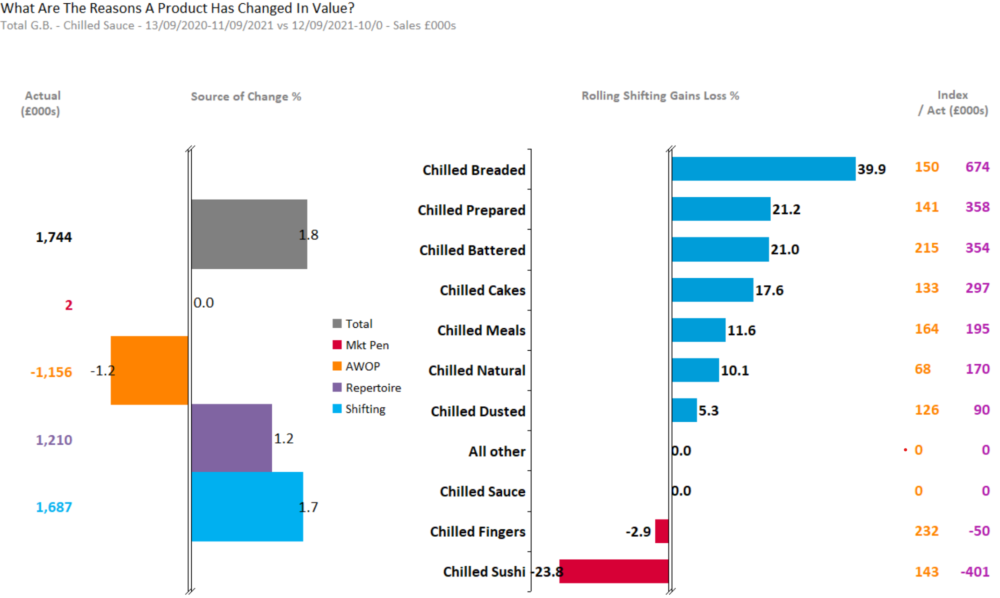 What Are The Reasons A Product Has Changed In Value?
Total G.B. - Chilled Sauce - 13/09/2020-11/09/2021 vs 12/09/2021-10/0 - Sales £000s
Actual
(£000s)
Source of Change %
1,744
1.8
2
0.0
-1,156
-1.2
1,210
1.2
1,687
1.7
Total
Mkt Pen
AWOP
Repertoire
Shifting
Rolling Shifting Gains Loss %
Index
/ Act (£000s)
Chilled Breaded 39.9 150 674
Chilled Prepared 21.2 141 358
Chilled Battered 21.0 215 354
Chilled Cakes 17.6 133 297
Chilled Meals 11.6 164 195
Chilled Natural 10.1 68 170
Chilled Dusted 5.3 126 90
All other 0.0 0 0
Chilled Sauce 0.0 0 0
Chilled Fingers -2.9 232 -50
Chilled Sushi -23.8 143 -401